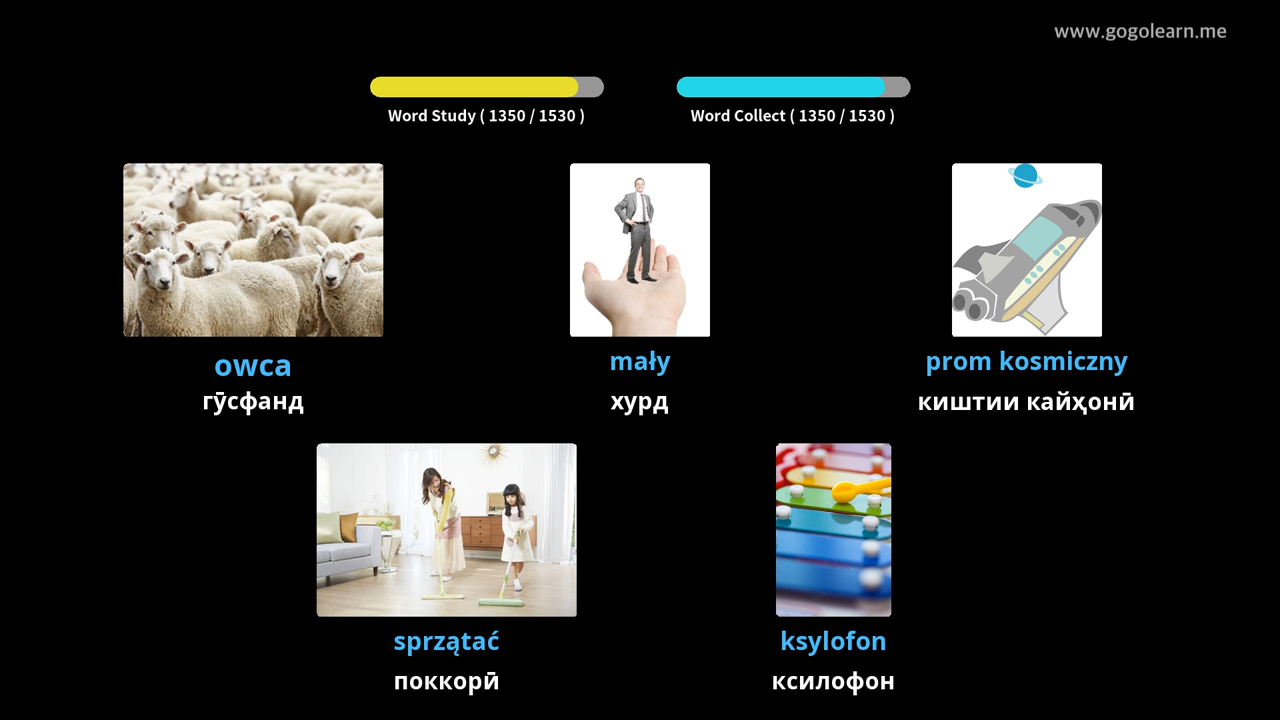 www.gogolearn.me
Word Study ( 1350 / 1530 )
Word Collect ( 1350 / 1530 )
owca
гӯсфанд
mały
хурд
prom kosmiczny
киштии кайҳонӣ
sprzątać
поккорӣ
ksylofon
ксилофон